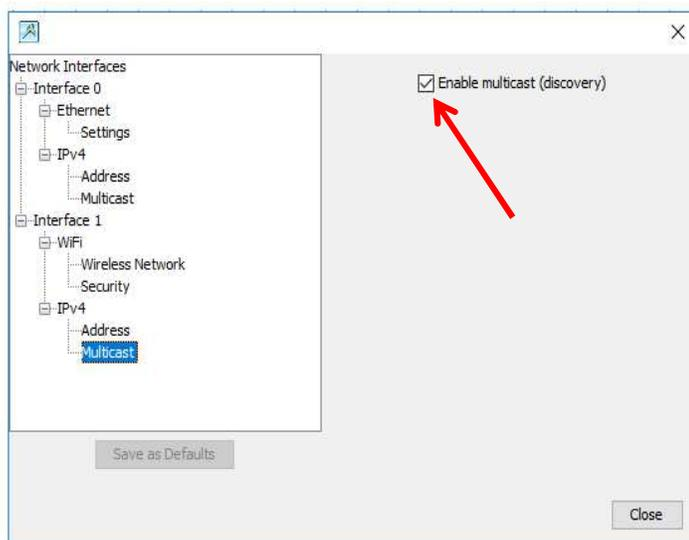 Network Interfaces
Interface 0
Ethernet
Settings
IPv4
Address
Multicast
Interface 1
WiFi
Wireless Network
Security
IPv4
Address
Multicast
Enable multicast (discovery)
Save as Defaults
Close